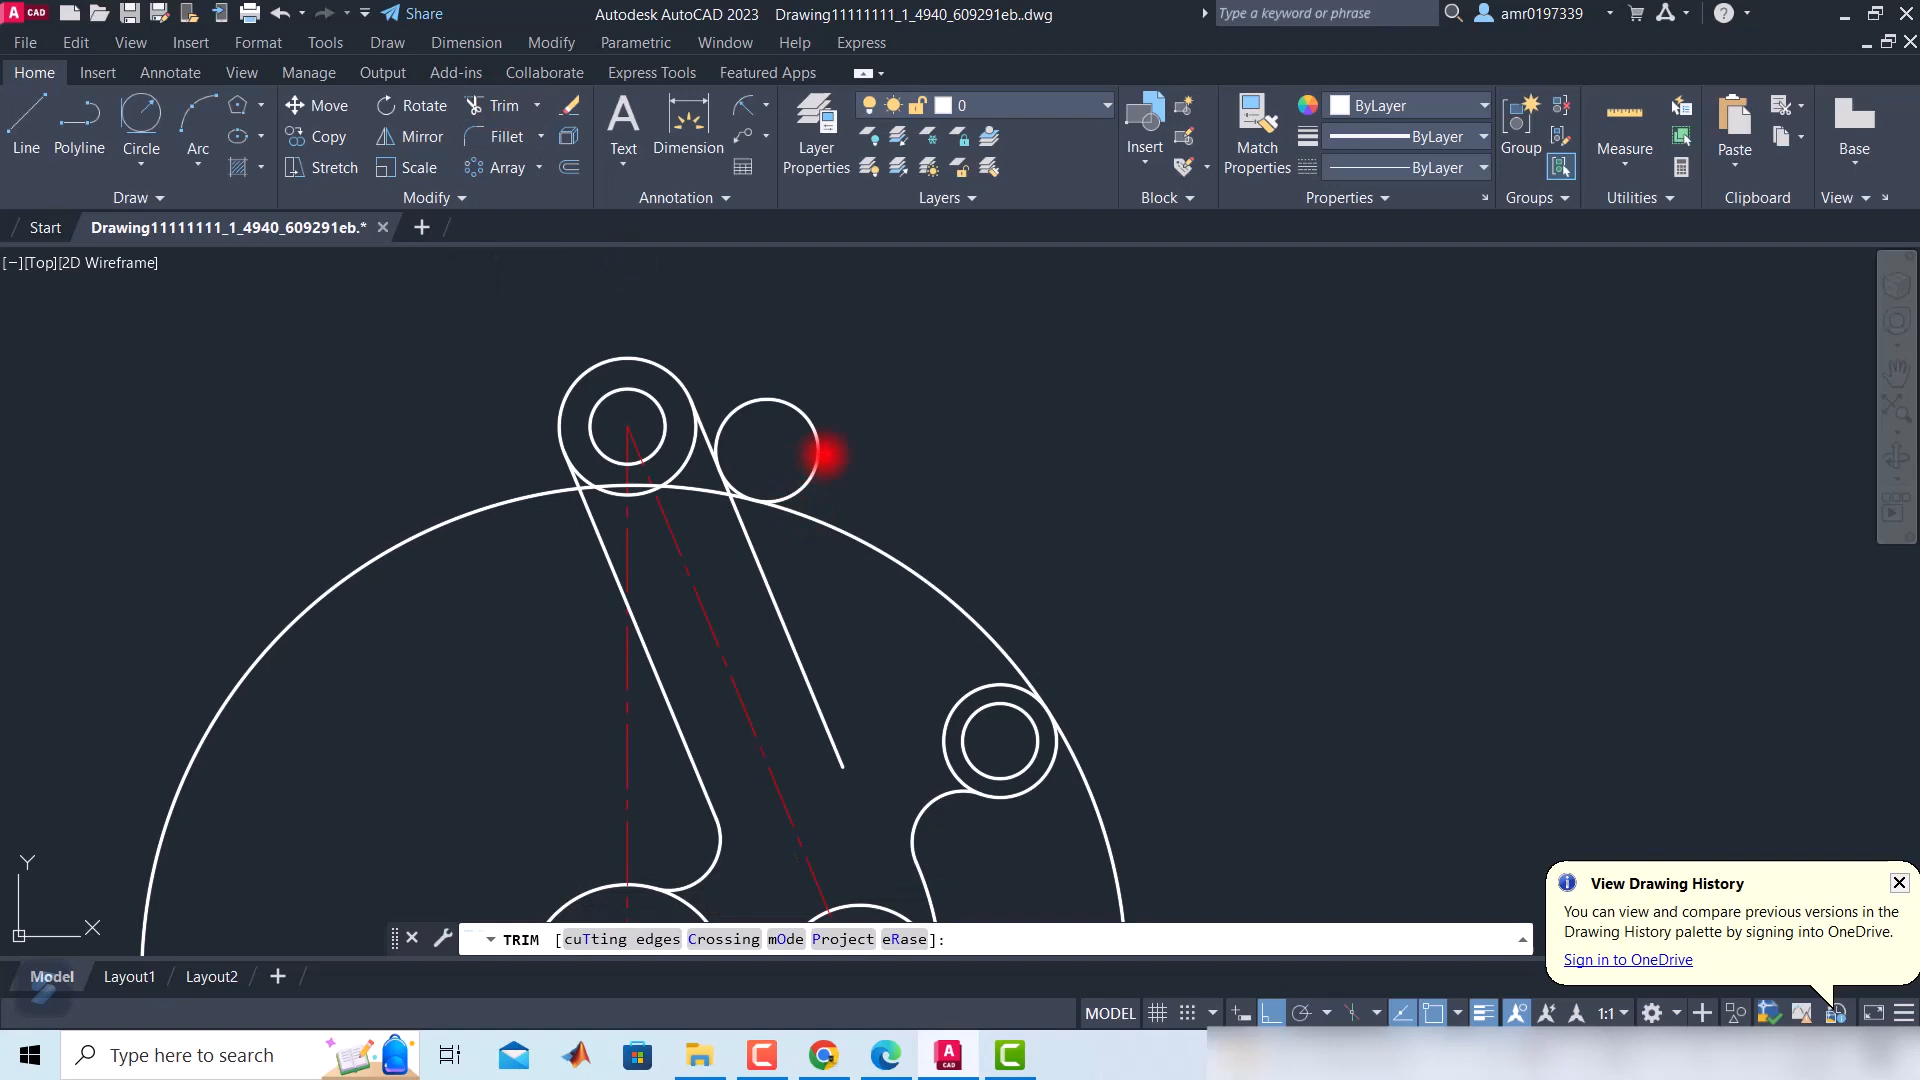 CAD
Share
Autodesk AutoCAD 2023 Drawing11111111_1_4940_609291eb..dwg
Type a keyword or phrase
amr0197339
File Edit View Insert Format Tools Draw Dimension Modify Parametric Window Help Express
Home Insert Annotate View Manage Output Add-ins Collaborate Express Tools Featured Apps
Line
Polyline
Circle
Arc
Draw
Move Rotate Trim
Copy Mirror Fillet
Stretch Scale Array
Modify
Text
Dimension
Annotation
Layer
Properties
0
Layers
Insert
Block
Match
Properties
ByLayer
ByLayer
ByLayer
Properties
Group
Groups
Measure
Utilities
Paste
Clipboard
Base
View
Start
Drawing11111111_1_4940_609291eb.*
[−][Top][2D Wireframe]
Y
X
View Drawing History
You can view and compare previous versions in the
Drawing History palette by signing into OneDrive.
Sign in to OneDrive
TRIM [cuTting edges Crossing mOde Project eRase]:
Model Layout1 Layout2
MODEL
1:1
Type here to search
A
CAD